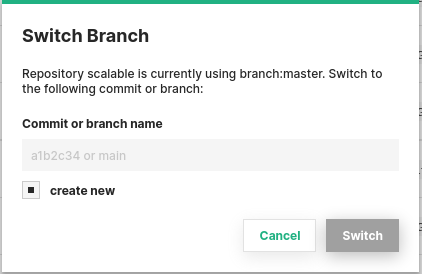 Switch Branch
Repository scalable is currently using branch:master. Switch to
the following commit or branch:
Commit or branch name
a1b2c34 or main
create new
Cancel
Switch